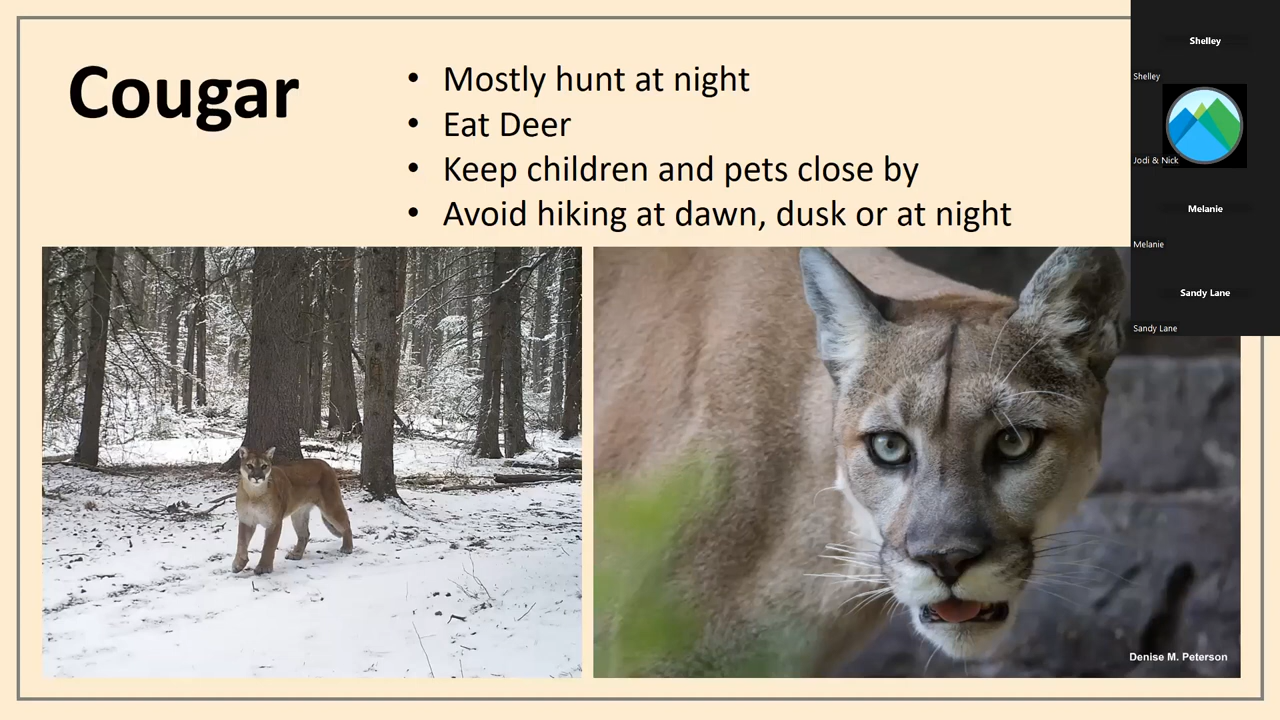 Cougar
• Mostly hunt at night
• Eat Deer
• Keep children and pets close by
• Avoid hiking at dawn, dusk or at night
Shelley
Shelley
Jodi & Nick
Melanie
Melanie
Sandy Lane
Sandy Lane
Denise M. Peterson